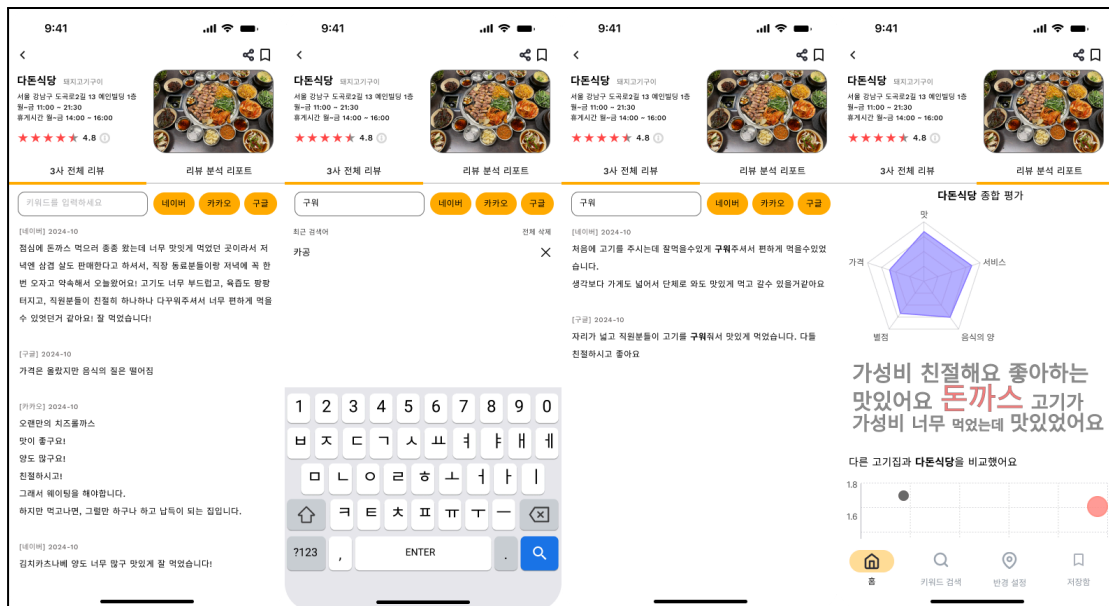 9:41
다돈식당 돼지고기구이
서울 강남구 도곡로2길 13 예인빌딩 1층
월~금 11:00 ~ 21:30
휴게시간 월~금 14:00 ~ 16:00
4.8
3사 전체 리뷰
리뷰 분석 리포트
키워드를 입력하세요
네이버
카카오
구글
[네이버] 2024-10
점심에 돈까스 먹으러 종종 왔는데 너무 맛잇게 먹었던 곳이라서 저
녁엔 삼겹 살도 판매한다고 하셔서, 직장 동료분들이랑 저녁에 꼭 한
번 오자고 약속해서 오늘왔어요! 고기도 너무 부드럽고, 육즙도 팡팡
터지고, 직원분들이 친절히 하나하나 다꾸워주셔서 너무 편하게 먹을
수 있엇던거 같아요! 잘 먹었습니다!
[구글] 2024-10
가격은 올랐지만 음식의 질은 떨어짐
[카카오] 2024-10
오랜만의 치즈롤까스
맛이 좋구요!
양도 많구요!
친절하시고!
그래서 웨이팅을 해야합니다.
하지만 먹고나면, 그럴만 하구나 하고 납득이 되는 집입니다.
[네이버] 2024-10
김치카츠나베 양도 너무 많구 맛있게 잘 먹었습니다!
9:41
다돈식당 돼지고기구이
서울 강남구 도곡로2길 13 예인빌딩 1층
월~금 11:00 ~ 21:30
휴게시간 월~금 14:00 ~ 16:00
4.8
3사 전체 리뷰
리뷰 분석 리포트
구워
네이버
카카오
구글
최근 검색어
전체 삭제
카공
1 2 3 4 5 6 7 8 9 0
ㅂ ㅈ ㄷ ㄱ ㅅ ㅛ ㅕ ㅑ ㅐ ㅔ
ㅁ ㄴ ㅇ ㄹ ㅎ ㅗ ㅓ ㅏ ㅣ
ㅋ ㅌ ㅊ ㅍ ㅠ ㅜ ㅡ
?123 , ENTER .
9:41
다돈식당 돼지고기구이
서울 강남구 도곡로2길 13 예인빌딩 1층
월~금 11:00 ~ 21:30
휴게시간 월~금 14:00 ~ 16:00
4.8
3사 전체 리뷰
리뷰 분석 리포트
구워
네이버
카카오
구글
[네이버] 2024-10
처음에 고기를 주시는데 잘먹을수있게 구워주셔서 편하게 먹을수있었
습니다.
생각보다 가게도 넓어서 단체로 와도 맛있게 먹고 갈수 있을거같아요
[구글] 2024-10
자리가 넓고 직원분들이 고기를 구워줘서 맛있게 먹었습니다. 다들
친절하시고 좋아요
9:41
다돈식당 돼지고기구이
서울 강남구 도곡로2길 13 예인빌딩 1층
월~금 11:00 ~ 21:30
휴게시간 월~금 14:00 ~ 16:00
4.8
3사 전체 리뷰
리뷰 분석 리포트
다돈식당 종합 평가
맛
가격
서비스
별점
음식의 양
가성비 친절해요 좋아하는
맛있어요 돈까스 고기가
가성비 너무 먹었는데 맛있었어요
다른 고기집과 다돈식당을 비교했어요
1.8
1.6
홈
키워드 검색
반경 설정
저장함